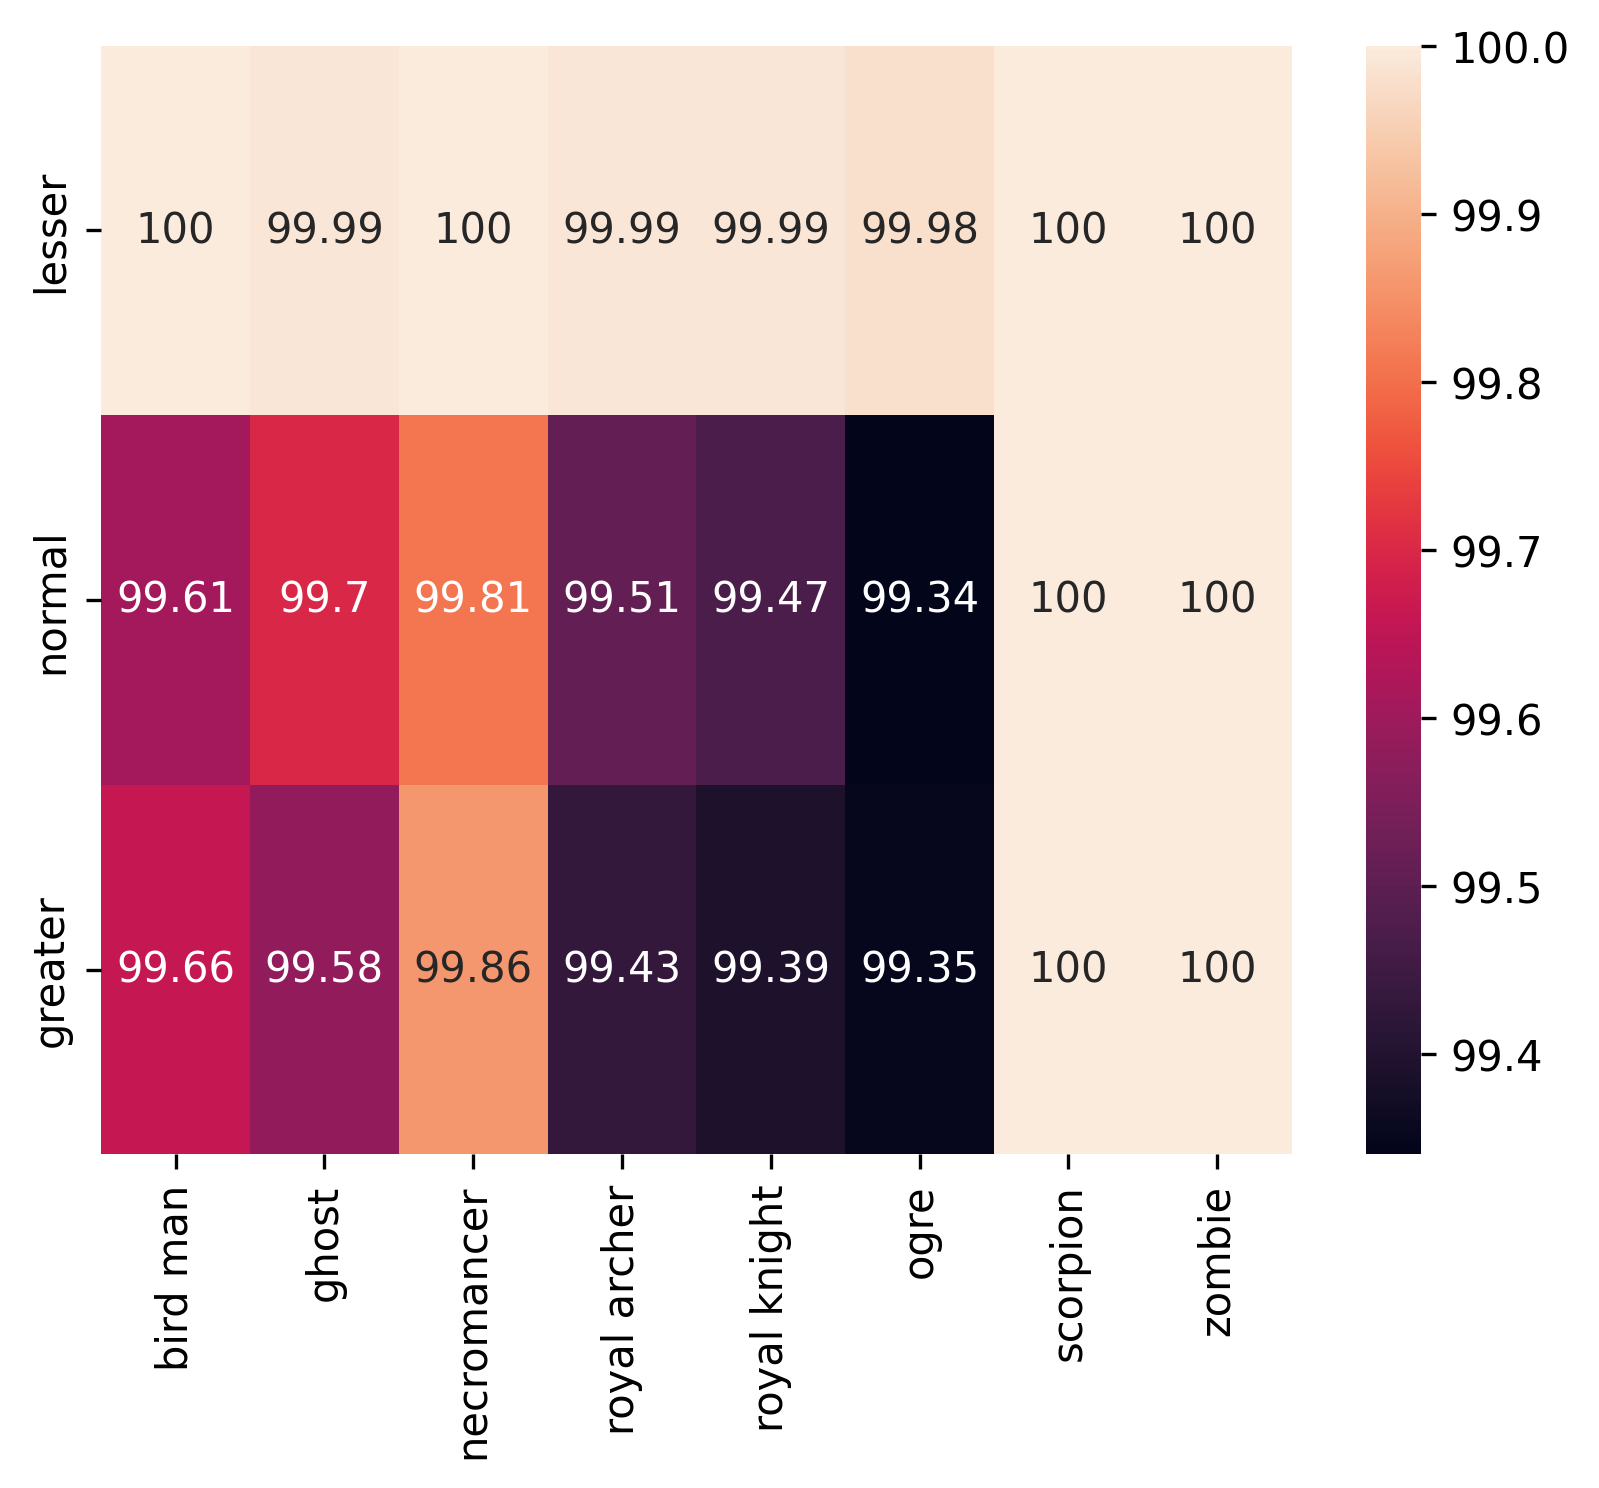 lesser 100 99.99 100 99.99 99.99 99.98 100 100
normal 99.61 99.7 99.81 99.51 99.47 99.34 100 100
greater 99.66 99.58 99.86 99.43 99.39 99.35 100 100
bird man
ghost
necromancer
royal archer
royal knight
ogre
scorpion
zombie
100.0
99.9
99.8
99.7
99.6
99.5
99.4